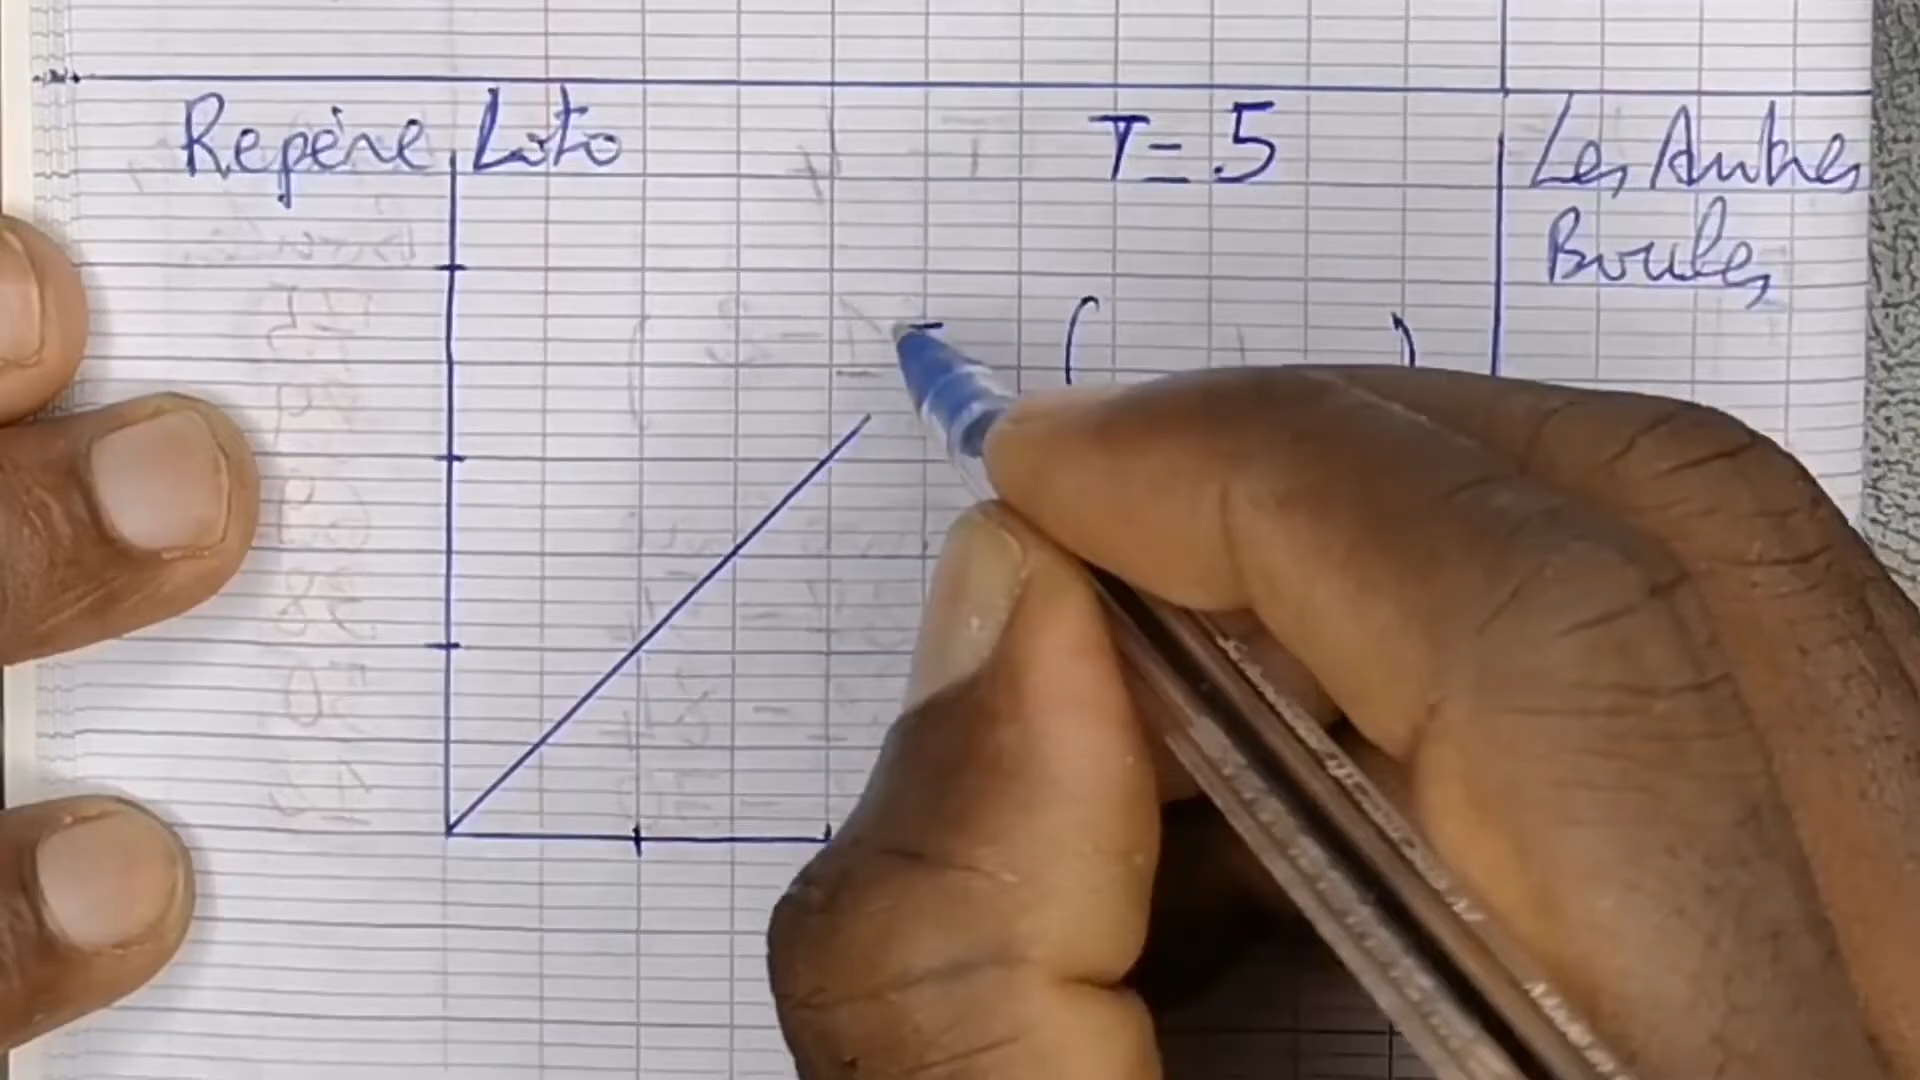 Repère Loto
T = 5
Les Autres
Boules